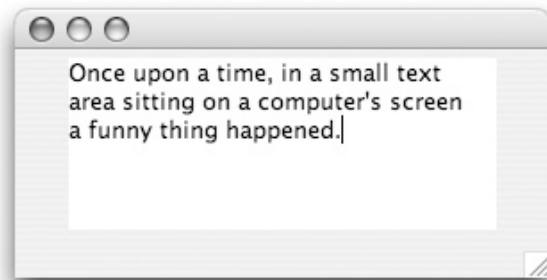 Once upon a time, in a small text
area sitting on a computer's screen
a funny thing happened.